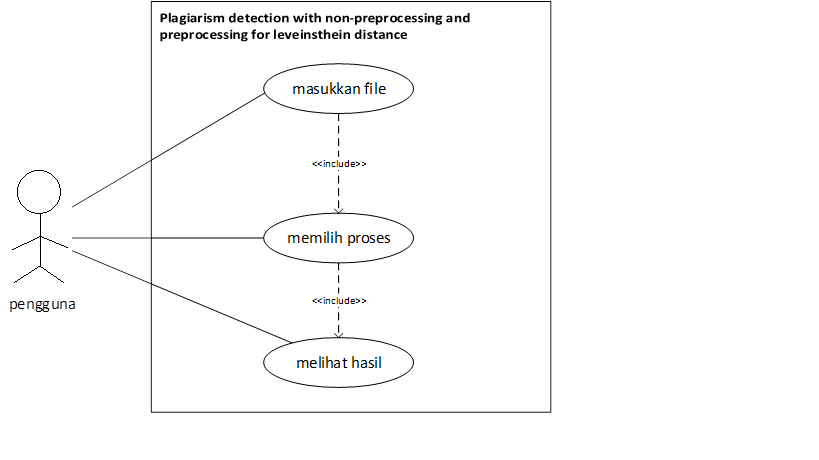 Plagiarism detection with non-preprocessing and
preprocessing for leveinsthein distance
masukkan file
<<include>>
memilih proses
<<include>>
pengguna
melihat hasil